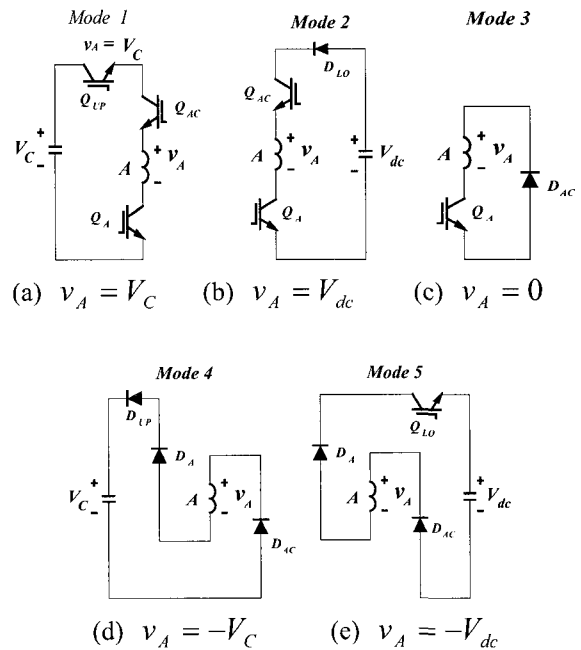 Mode 1
v_A = V_C
Q_UP
Q_AC
V_C
+
-
A
+
v_A
-
Q_A
(a) v_A = V_C
Mode 2
D_LO
Q_AC
A
+
v_A
-
+
V_dc
-
Q_A
(b) v_A = V_dc
Mode 3
A
+
v_A
-
D_AC
Q_A
(c) v_A = 0
Mode 4
D_UP
D_A
V_C
+
-
A
+
v_A
-
D_AC
(d) v_A = -V_C
Mode 5
Q_LO
D_A
A
+
v_A
-
+
V_dc
-
D_AC
(e) v_A = -V_dc